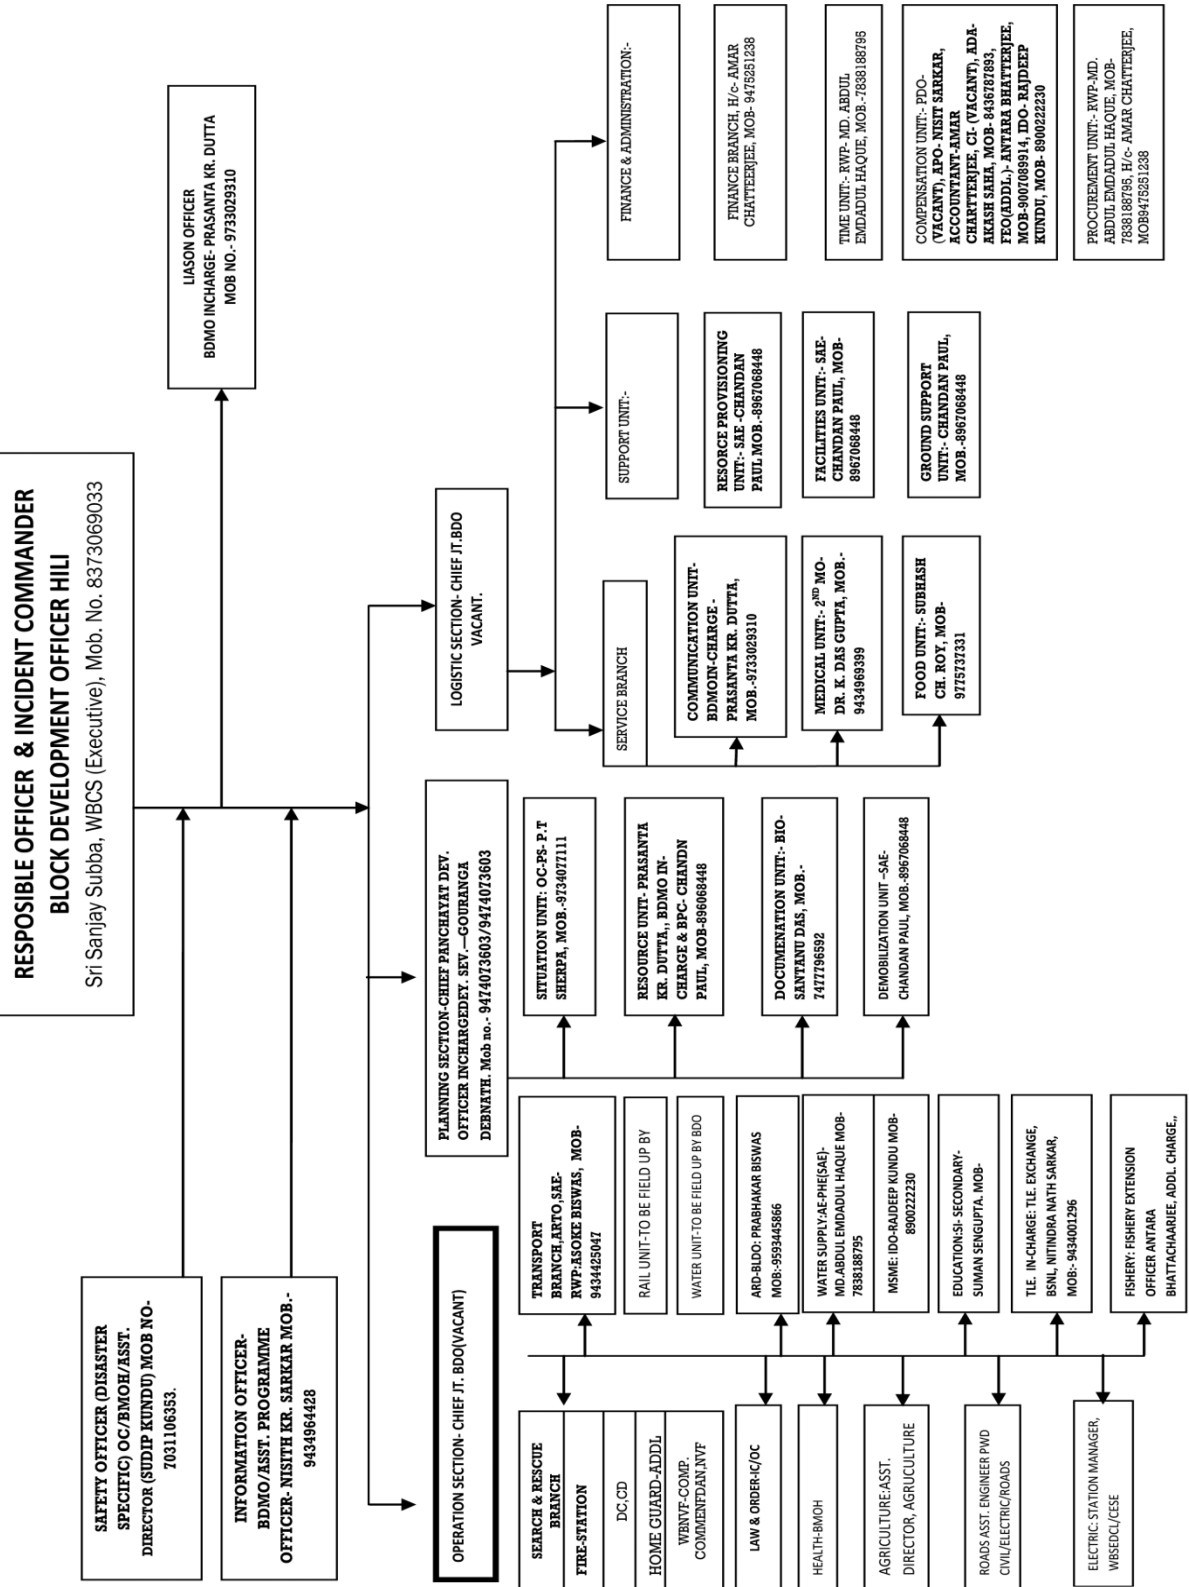 RESPOSIBLE OFFICER & INCIDENT COMMANDER
BLOCK DEVELOPMENT OFFICER HILI
Sri Sanjay Subba, WBCS (Executive), Mob. No. 8373069033
SAFETY OFFICER (DISASTER
SPECIFIC) OC/BMOH/ASST.
DIRECTOR (SUDIP KUNDU) MOB NO-
7031106353.
INFORMATION OFFICER-
BDMO/ASST. PROGRAMME
OFFICER- NISITH KR. SARKAR MOB.-
9434964428
LIASON OFFICER
BDMO INCHARGE- PRASANTA KR. DUTTA
MOB NO.- 9733029310
OPERATION SECTION- CHIEF JT. BDO(VACANT)
PLANNING SECTION-CHIEF PANCHAYAT DEV.
OFFICER INCHARGEDEY. SEV.—GOURANGA
DEBNATH. Mob no.- 9474073603/9474073603
LOGISTIC SECTION- CHIEF JT.BDO
VACANT.
SEARCH & RESCUE
BRANCH
FIRE-STATION
DC,CD
HOME GUARD-ADDL
WBNVF-COMP.
COMMENFDAN,NVF
LAW & ORDER-IC/OC
HEALTH-BMOH
AGRICULTURE:ASST.
DIRECTOR, AGRUCULTURE
ROADS ASST. ENGINEER PWD
CIVIL/ELECTRIC/ROADS
ELECTRIC: STATION MANAGER,
WBSEDCL/CESE
TRANSPORT
BRANCH,ARTO,SAE-
RWP:ASOKE BISWAS, MOB-
9434425047
RAIL UNIT-TO BE FIELD UP BY
WATER UNIT-TO BE FIELD UP BY BDO
ARD-BLDO: PRABHAKAR BISWAS
MOB:-9593445866
WATER SUPPLY:AE-PHE(SAE)-
MD.ABDUL EMDADUL HAQUE MOB-
7838188795
MSME: IDO-RAJDEEP KUNDU MOB-
8900222230
EDUCATION:SI- SECONDARY-
SUMAN SENGUPTA. MOB-
TLE. IN-CHARGE: TLE. EXCHANGE,
BSNL, NITINDRA NATH SARKAR,
MOB:- 9434001296
FISHERY: FISHERY EXTENSION
OFFICER ANTARA
BHATTACHAARJEE, ADDL. CHARGE,,
SITUATION UNIT: OC-PS- P.T
SHERPA, MOB.-9734077111
RESOURCE UNIT- PRASANTA
KR. DUTTA,, BDMO IN-
CHARGE & BPC- CHANDN
PAUL, MOB-896068448
DOCUMENATION UNIT:- BIO-
SANTANU DAS, MOB.-
7477796592
DEMOBILIZATION UNIT –SAE-
CHANDAN PAUL, MOB.-8967068448
SERVICE BRANCH
COMMUNICATION UNIT-
BDMOIN-CHARGE -
PRASANTA KR. DUTTA,
MOB.-9733029310
MEDICAL UNIT:- 2ND MO-
DR. K. DAS GUPTA, MOB.-
9434969399
FOOD UNIT:- SUBHASH
CH. ROY, MOB-
9775737331
SUPPORT UNIT:-
RESORCE PROVISIONING
UNIT:- SAE -CHANDAN
PAUL MOB.-8967068448
FACILITIES UNIT:- SAE-
CHANDAN PAUL, MOB-
8967068448
GROUND SUPPORT
UNIT:- CHANDAN PAUL,
MOB.-8967068448
FINANCE & ADMINISTRATION:-
FINANCE BRANCH, H/c- AMAR
CHATTEERJEE, MOB- 9475251238
TIME UNIT:- RWP- MD. ABDUL
EMDADUL HAQUE, MOB.-7838188795
COMPENSATION UNIT:- PDO-
(VACANT), APO- NISIT SARKAR,
ACCOUNTANT-AMAR
CHARTTERJEE, CI- (VACANT), ADA-
AKASH SAHA, MOB- 8436787893,
FEO(ADDL.)- ANTARA BHATTERJEE,
MOB-9007089914, IDO- RAJDEEP
KUNDU, MOB- 8900222230
PROCUREMENT UNIT:- RWP-MD.
ABDUL EMDADUL HAQUE, MOB-
7838188795, H/c- AMAR CHATTERJEE,
MOB9475251238